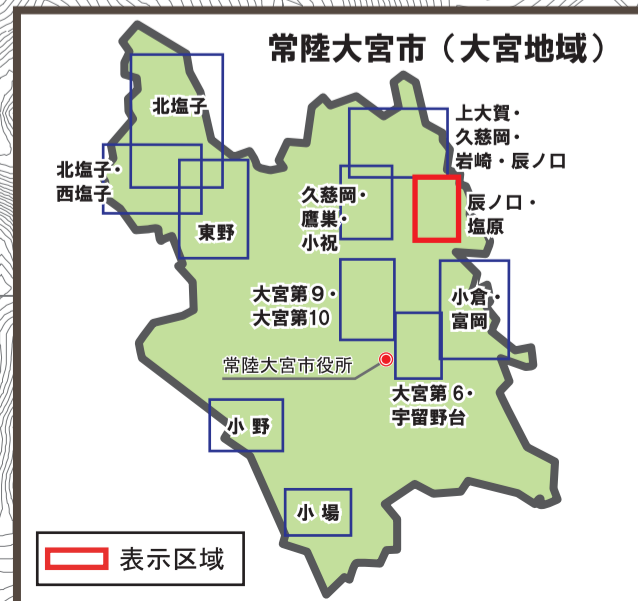 常陸大宮市（大宮地域）
北塩子
上大賀・
久慈岡・
岩崎・辰ノ口
北塩子・
西塩子
久慈岡・
鷹巣・
小祝
辰ノ口・
塩原
東野
大宮第９・
大宮第10
小倉・
富岡
常陸大宮市役所
大宮第６・
宇留野台
小 野
小 場
表示区域